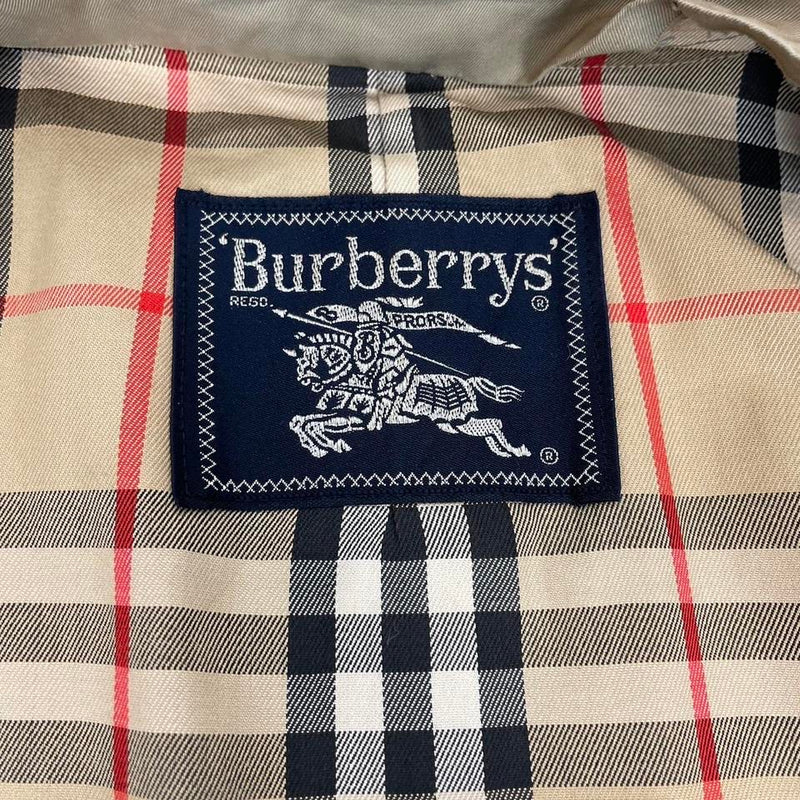 'Burberrys'
REGD. ®
PRORSUM
®